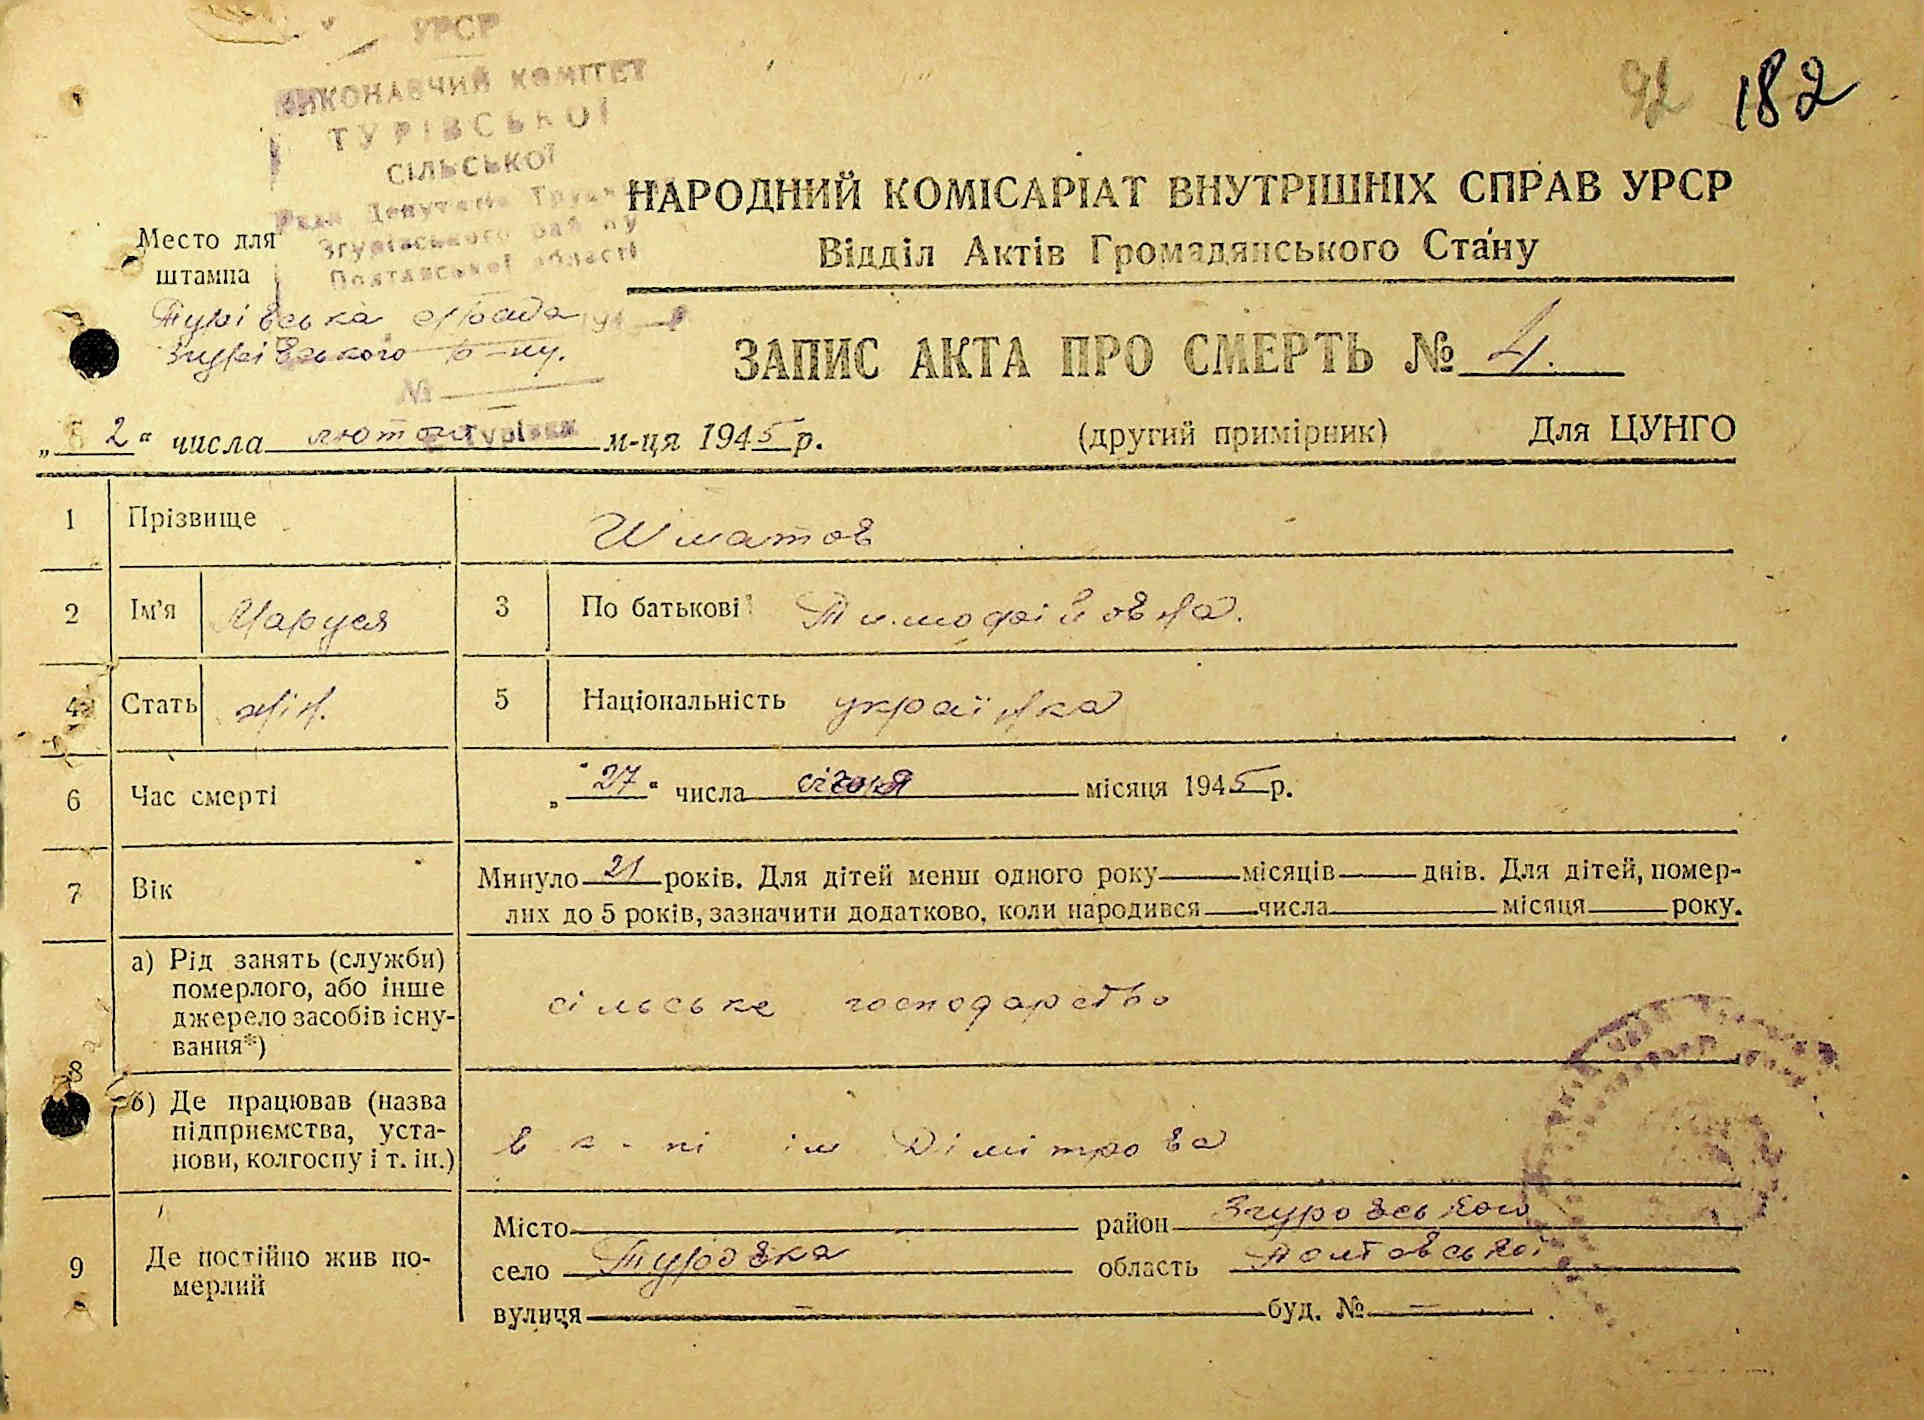 УРСР
92 182
ВИКОНАВЧИЙ КОМІТЕТ
ТУРІВСЬКОЇ
СІЛЬСЬКОЇ
Ради Депутатів
Згурівського
Полтавської області
НАРОДНИЙ КОМІСАРІАТ ВНУТРІШНІХ СПРАВ УРСР
Відділ Актів Громадянського Стану
Место для
штампа
Турівська с/рада
Згурівського р-ну.
№
ЗАПИС АКТА ПРО СМЕРТЬ № 4.
„ 2 “ числа лютого м-ця 1945 р. (другий примірник) Для ЦУНГО
1 Прізвище Шматов
2 Ім’я Маруся 3 По батькові Тимофійовна.
4 Стать жін. 5 Національність українка
6 Час смерті „ 27 “ числа січня місяця 1945 р.
7 Вік Минуло 21 років. Для дітей менш одного року місяців днів. Для дітей, помер-
лих до 5 років, зазначити додатково, коли народився числа місяця року.
8 а) Рід занять (служби)
померлого, або інше
джерело засобів існу-
вання*)
сільське господарство
б) Де працював (назва
підприємства, уста-
нови, колгоспу і т. ін.)
в к-пі ім Дімітрова
9 Де постійно жив по-
мерлий
Місто район Згуровського
село Туровка область Полтовської
вулиця — буд. № — .